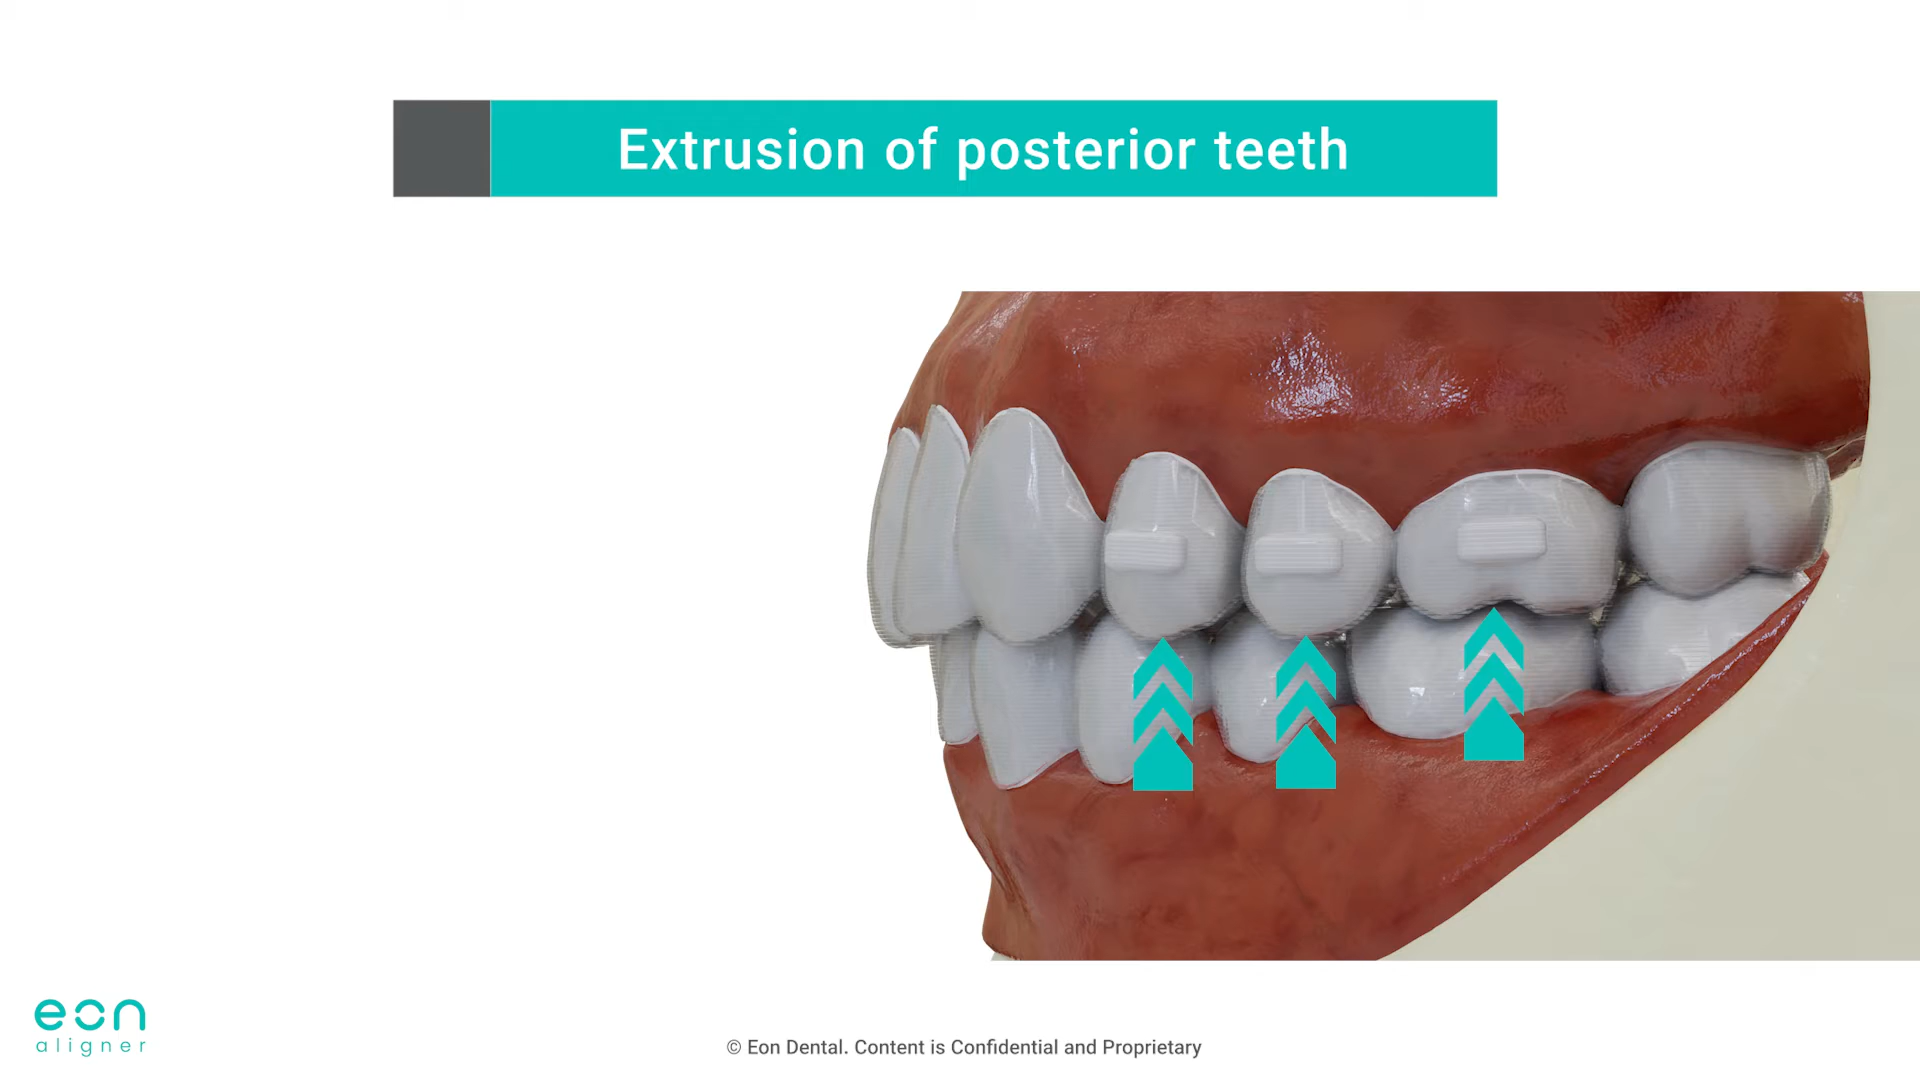 Extrusion of posterior teeth
eon
aligner
© Eon Dental. Content is Confidential and Proprietary